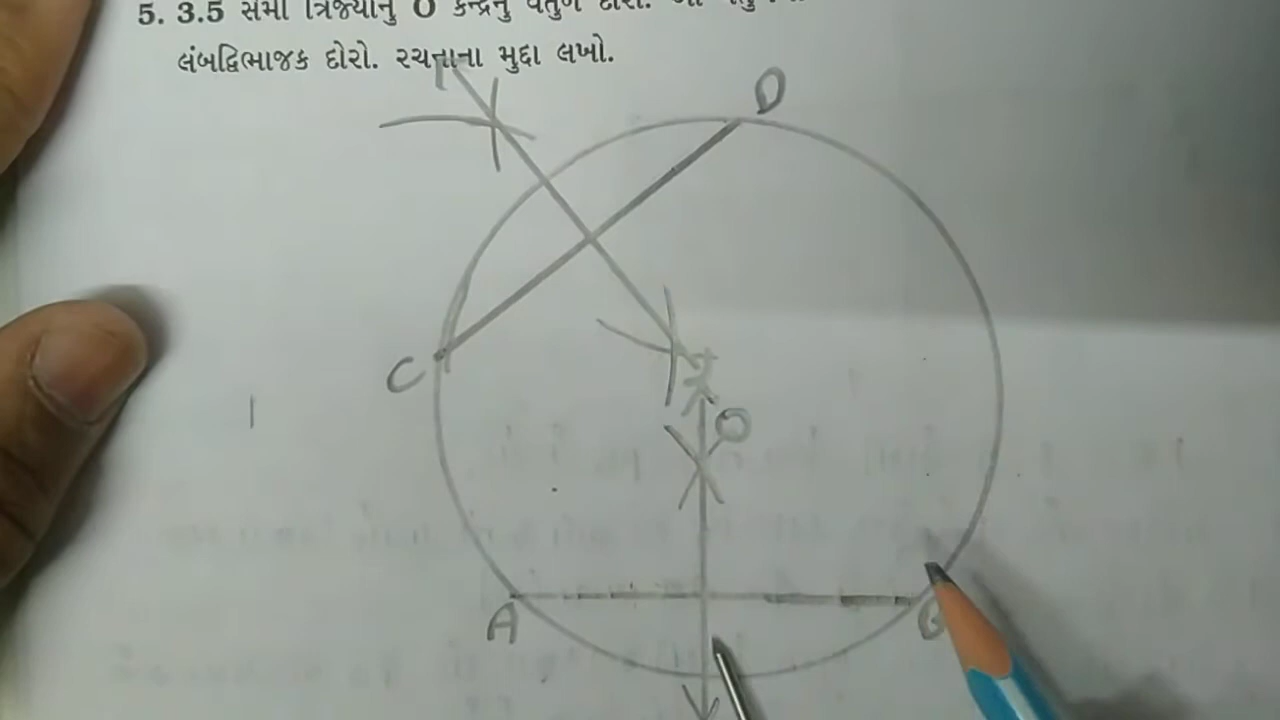 5. 3.5 સેમી ત્રિજ્યાનું O કેન્દ્રનું વર્તુળ દોરો.
લંબદ્વિભાજક દોરો. રચનાના મુદ્દા લખો.
D
C
O
A